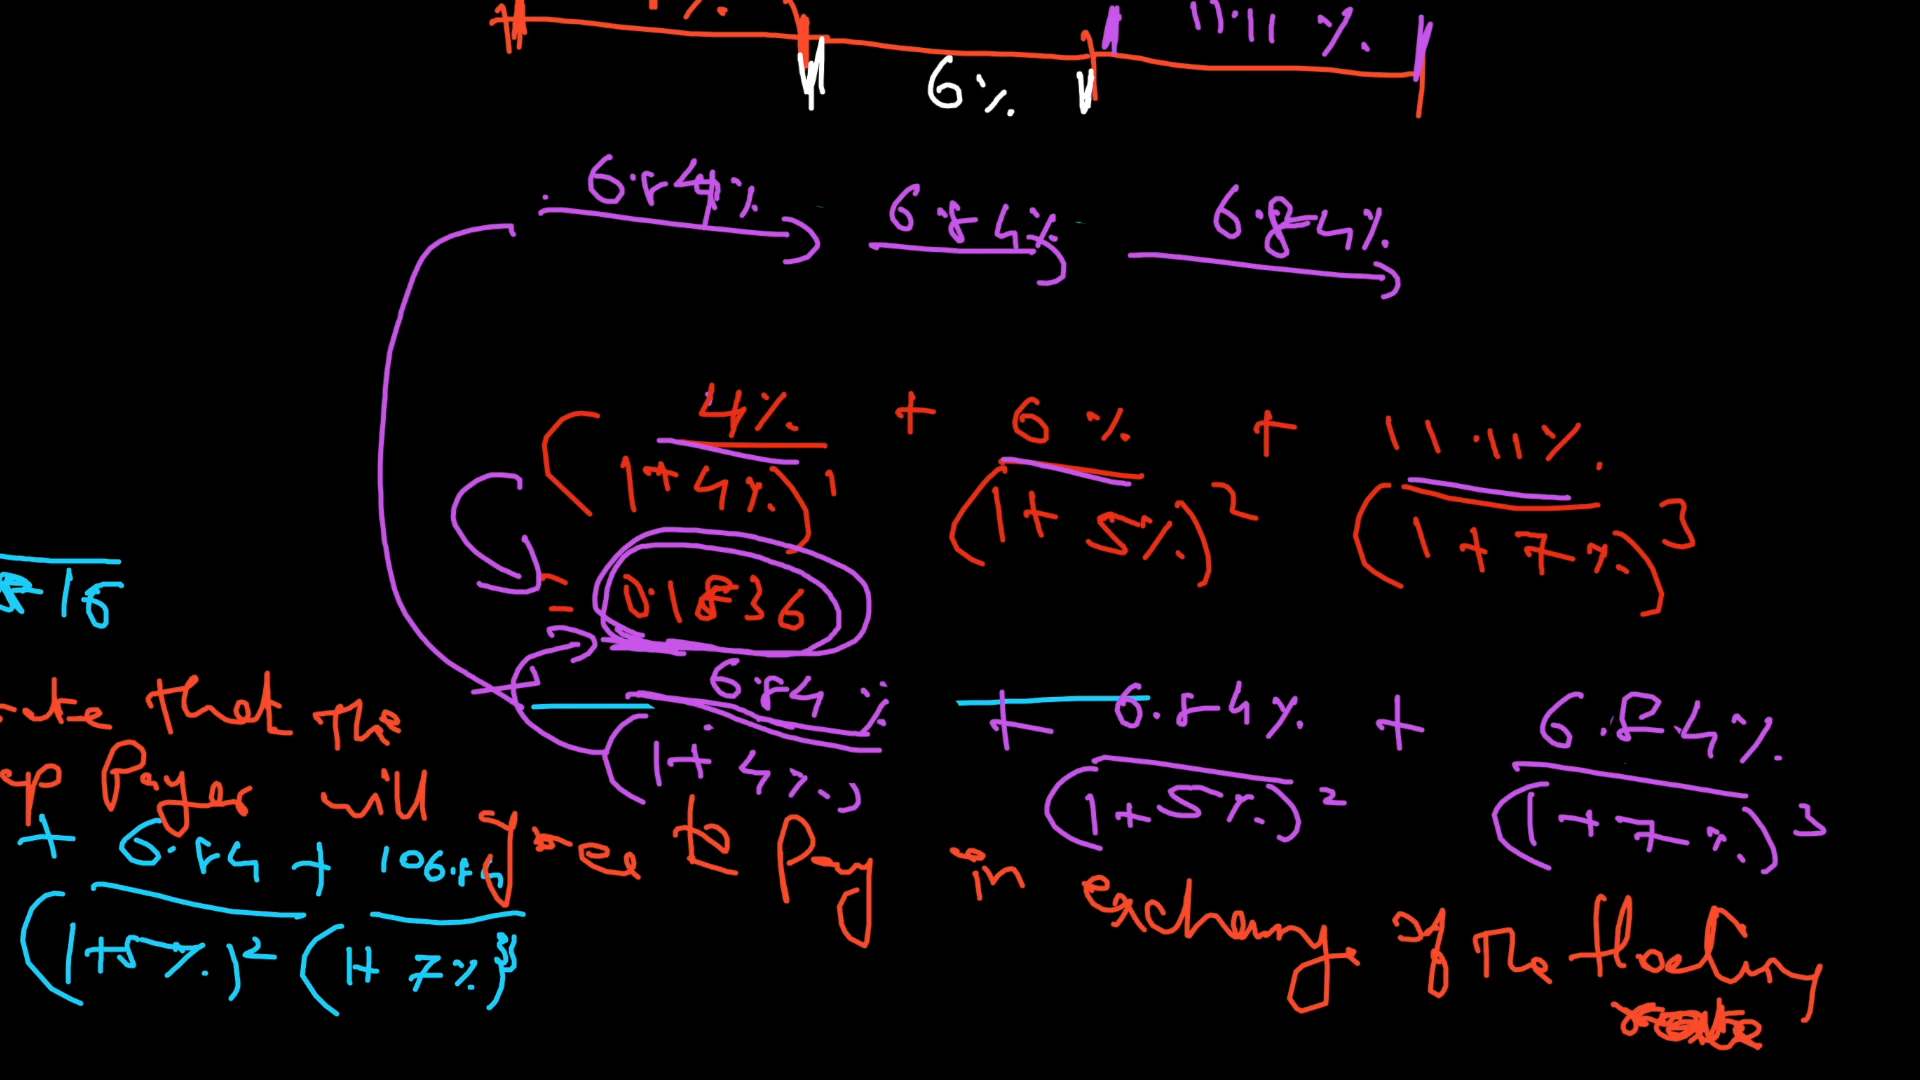 %. 11.11 %.
6 %.
6.84% 6.84% 6.84%.
4%. + 6 %. + 11.11%.
(1+4%.)¹ (1+5%.)² (1+7%.)³
= 0.1836
18
6.84 % + 6.84%. + 6.84%.
(1+4%.) (1+5%.)² (1+7%.)³
that the
Payer will agree to Pay in exchange of the floating
rate
+ 6.84 + 106.84
(1+5%.)² (1+7%)³